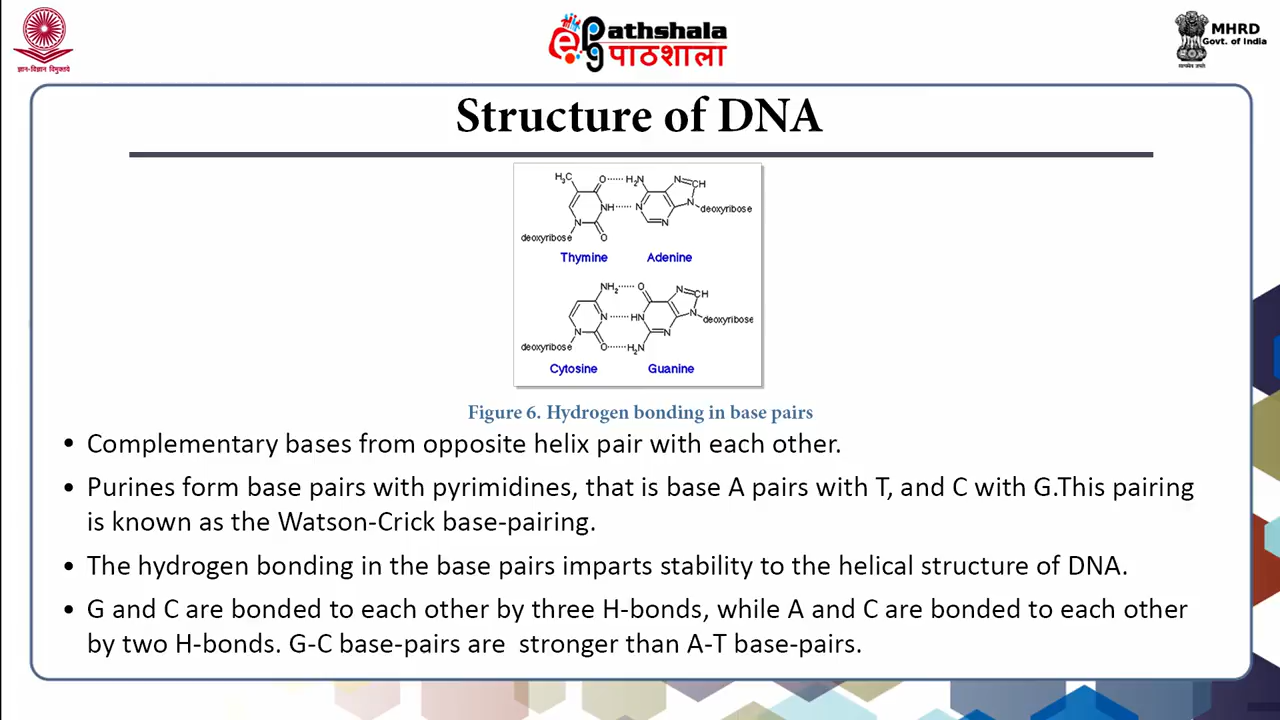 ज्ञान-विज्ञान विमुक्तये
ePathshala
पाठशाला
MHRD
Govt. of India
सत्यमेव जयते
Structure of DNA
H3C
O
H2N
N
CH
NH
N
N
deoxyribose
N
N
deoxyribose
O
Thymine
Adenine
NH2
O
N
CH
N
HN
N
deoxyribose
N
N
deoxyribose
O
H2N
Cytosine
Guanine
Figure 6. Hydrogen bonding in base pairs
• Complementary bases from opposite helix pair with each other.
• Purines form base pairs with pyrimidines, that is base A pairs with T, and C with G.This pairing
is known as the Watson-Crick base-pairing.
• The hydrogen bonding in the base pairs imparts stability to the helical structure of DNA.
• G and C are bonded to each other by three H-bonds, while A and C are bonded to each other
by two H-bonds. G-C base-pairs are  stronger than A-T base-pairs.